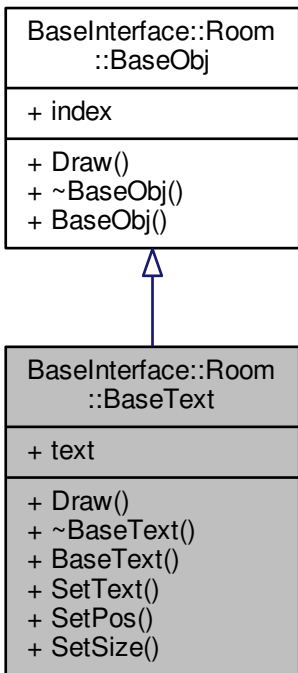 BaseInterface::Room
::BaseObj
+ index
+ Draw()
+ ~BaseObj()
+ BaseObj()
BaseInterface::Room
::BaseText
+ text
+ Draw()
+ ~BaseText()
+ BaseText()
+ SetText()
+ SetPos()
+ SetSize()